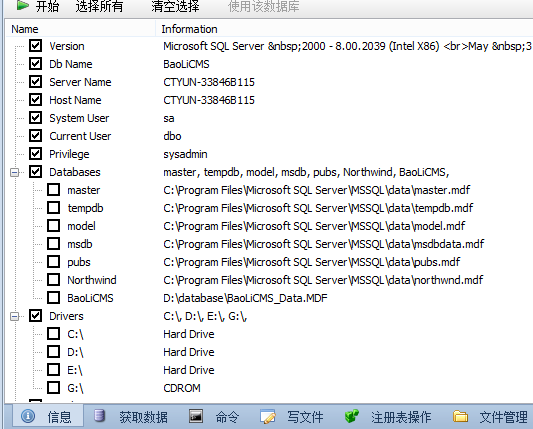 开始 选择所有 清空选择 使用该数据库
Name Information
Version Microsoft SQL Server &nbsp;2000 - 8.00.2039 (Intel X86) <br>May &nbsp;3
Db Name BaoLiCMS
Server Name CTYUN-33846B115
Host Name CTYUN-33846B115
System User sa
Current User dbo
Privilege sysadmin
Databases master, tempdb, model, msdb, pubs, Northwind, BaoLiCMS,
master C:\Program Files\Microsoft SQL Server\MSSQL\data\master.mdf
tempdb C:\Program Files\Microsoft SQL Server\MSSQL\data\tempdb.mdf
model C:\Program Files\Microsoft SQL Server\MSSQL\data\model.mdf
msdb C:\Program Files\Microsoft SQL Server\MSSQL\data\msdbdata.mdf
pubs C:\Program Files\Microsoft SQL Server\MSSQL\data\pubs.mdf
Northwind C:\Program Files\Microsoft SQL Server\MSSQL\data\northwnd.mdf
BaoLiCMS D:\database\BaoLiCMS_Data.MDF
Drivers C:\, D:\, E:\, G:\,
C:\ Hard Drive
D:\ Hard Drive
E:\ Hard Drive
G:\ CDROM
信息 获取数据 命令 写文件 注册表操作 文件管理